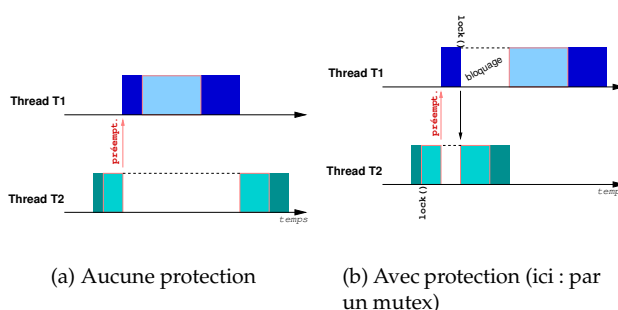 Thread T1
préempt.
Thread T2
temps
(a) Aucune protection
lock()
bloquage
Thread T1
préempt.
Thread T2
lock()
temp
(b) Avec protection (ici : par
un mutex)